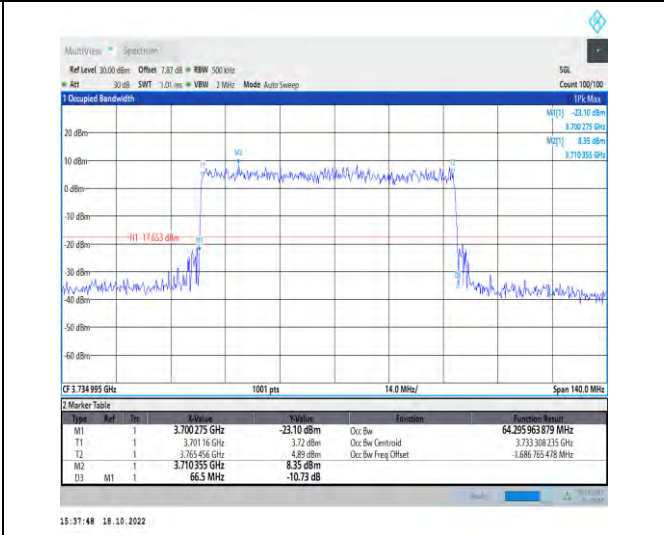 MultiView Spectrum
Ref Level 30.00 dBm Offset 7.87 dB RBW 500 kHz SGL
Att 30 dB SWT 1.01 ms VBW 2 MHz Mode Auto Sweep Count 100/100
1 Occupied Bandwidth 1Pk Max
M1[1] -23.10 dBm
3.700 275 GHz
M2[1] 8.35 dBm
3.710 355 GHz
20 dBm
M2
T1 T2
10 dBm
0 dBm
-10 dBm
H1 -17.653 dBm M1
-20 dBm
D3
-30 dBm
-40 dBm
-50 dBm
-60 dBm
CF 3.734 995 GHz 1001 pts 14.0 MHz/ Span 140.0 MHz
2 Marker Table
Type Ref Trc X-Value Y-Value Function Function Result
M1 1 3.700275 GHz -23.10 dBm Occ Bw 64.295 963 879 MHz
T1 1 3.701 16 GHz 3.72 dBm Occ Bw Centroid 3.733 308 235 GHz
T2 1 3.765 456 GHz 4.89 dBm Occ Bw Freq Offset -1.686 765 478 MHz
M2 1 3.710355 GHz 8.35 dBm
D3 M1 1 66.5 MHz -10.73 dB
15:37:48 18.10.2022